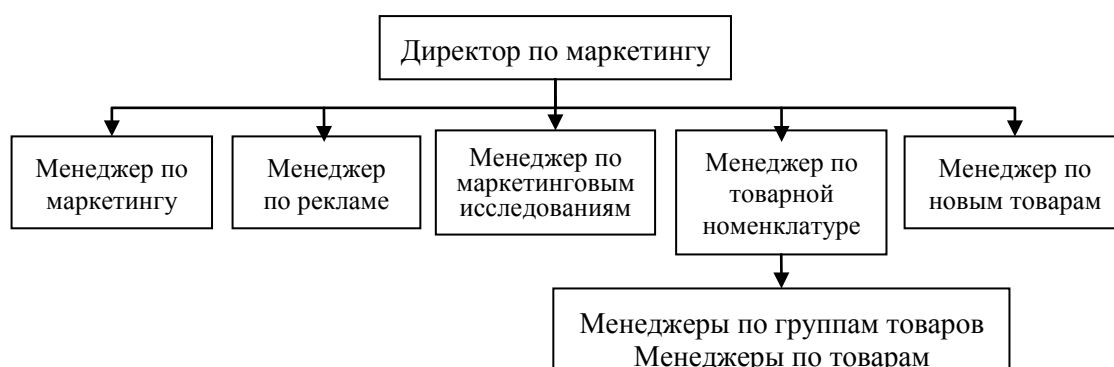 Директор по маркетингу
Менеджер по
маркетингу
Менеджер
по рекламе
Менеджер по
маркетинговым
исследованиям
Менеджер по
товарной
номенклатуре
Менеджер по
новым товарам
Менеджеры по группам товаров
Менеджеры по товарам